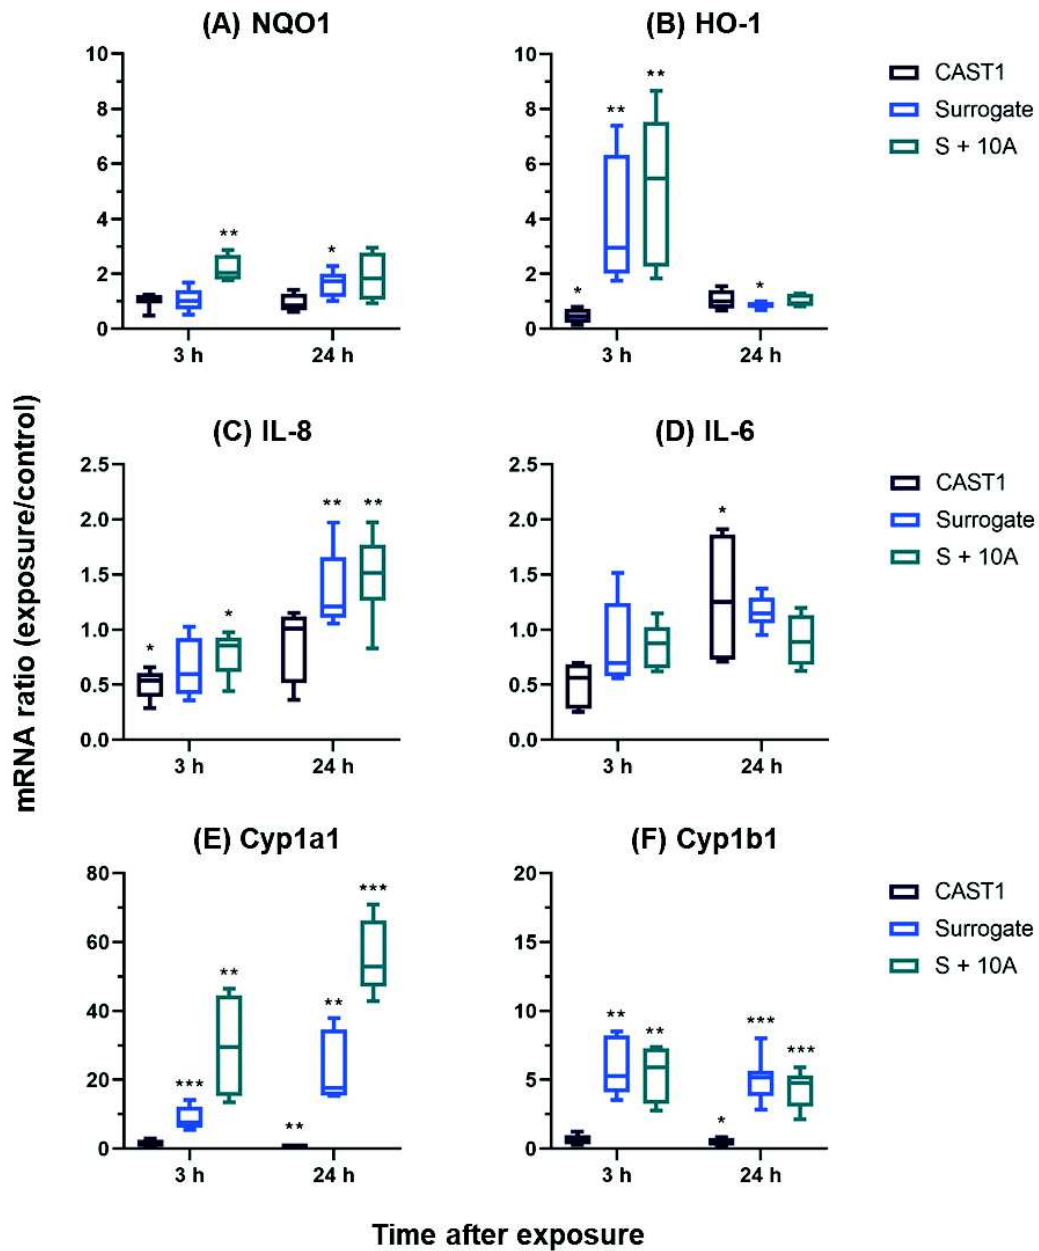 (A) NQO1
(B) HO-1
10
8
6
4
2
0
**
*
3 h
24 h
10
8
6
4
2
0
*
**
**
*
3 h
24 h
CAST1
Surrogate
S + 10A
mRNA ratio (exposure/control)
(C) IL-8
(D) IL-6
2.5
2.0
1.5
1.0
0.5
0.0
*
*
**
**
3 h
24 h
2.5
2.0
1.5
1.0
0.5
0.0
*
3 h
24 h
CAST1
Surrogate
S + 10A
(E) Cyp1a1
(F) Cyp1b1
80
60
40
20
0
***
**
**
**
***
3 h
24 h
20
15
10
5
0
**
**
*
***
***
3 h
24 h
CAST1
Surrogate
S + 10A
Time after exposure